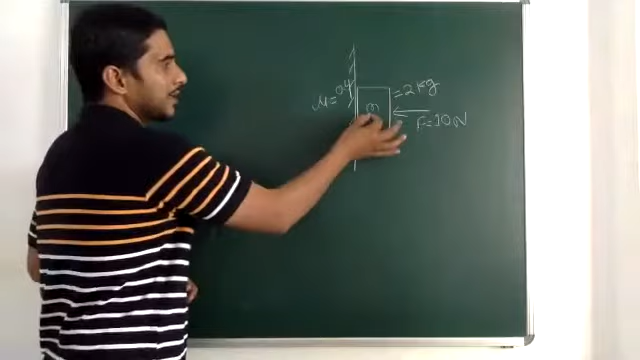 = 2 kg
μ = 0.4
m
F = 10 N